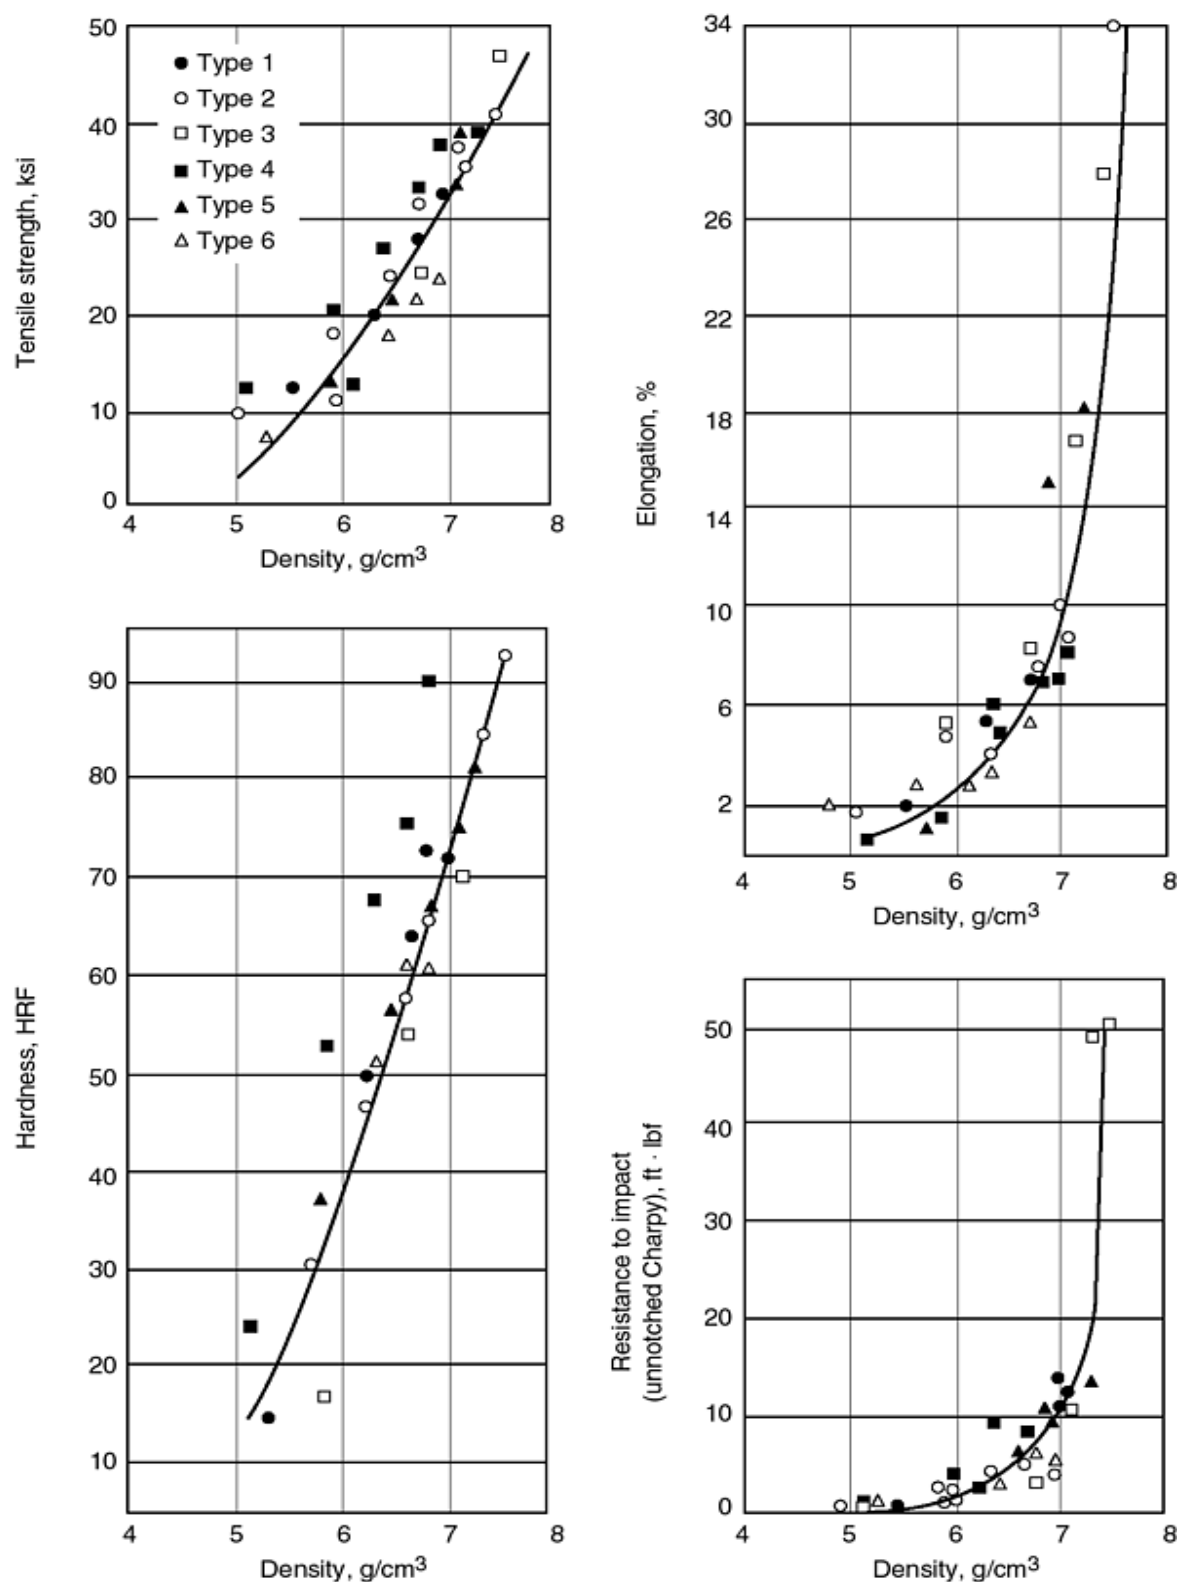 50
40
30
20
10
0
Type 1
Type 2
Type 3
Type 4
Type 5
Type 6
Tensile strength, ksi
4 5 6 7 8
Density, g/cm³
34
30
26
22
18
14
10
6
2
Elongation, %
4 5 6 7 8
Density, g/cm³
90
80
70
60
50
40
30
20
10
Hardness, HRF
4 5 6 7 8
Density, g/cm³
50
40
30
20
10
0
Resistance to impact
(unnotched Charpy), ft · lbf
4 5 6 7 8
Density, g/cm³